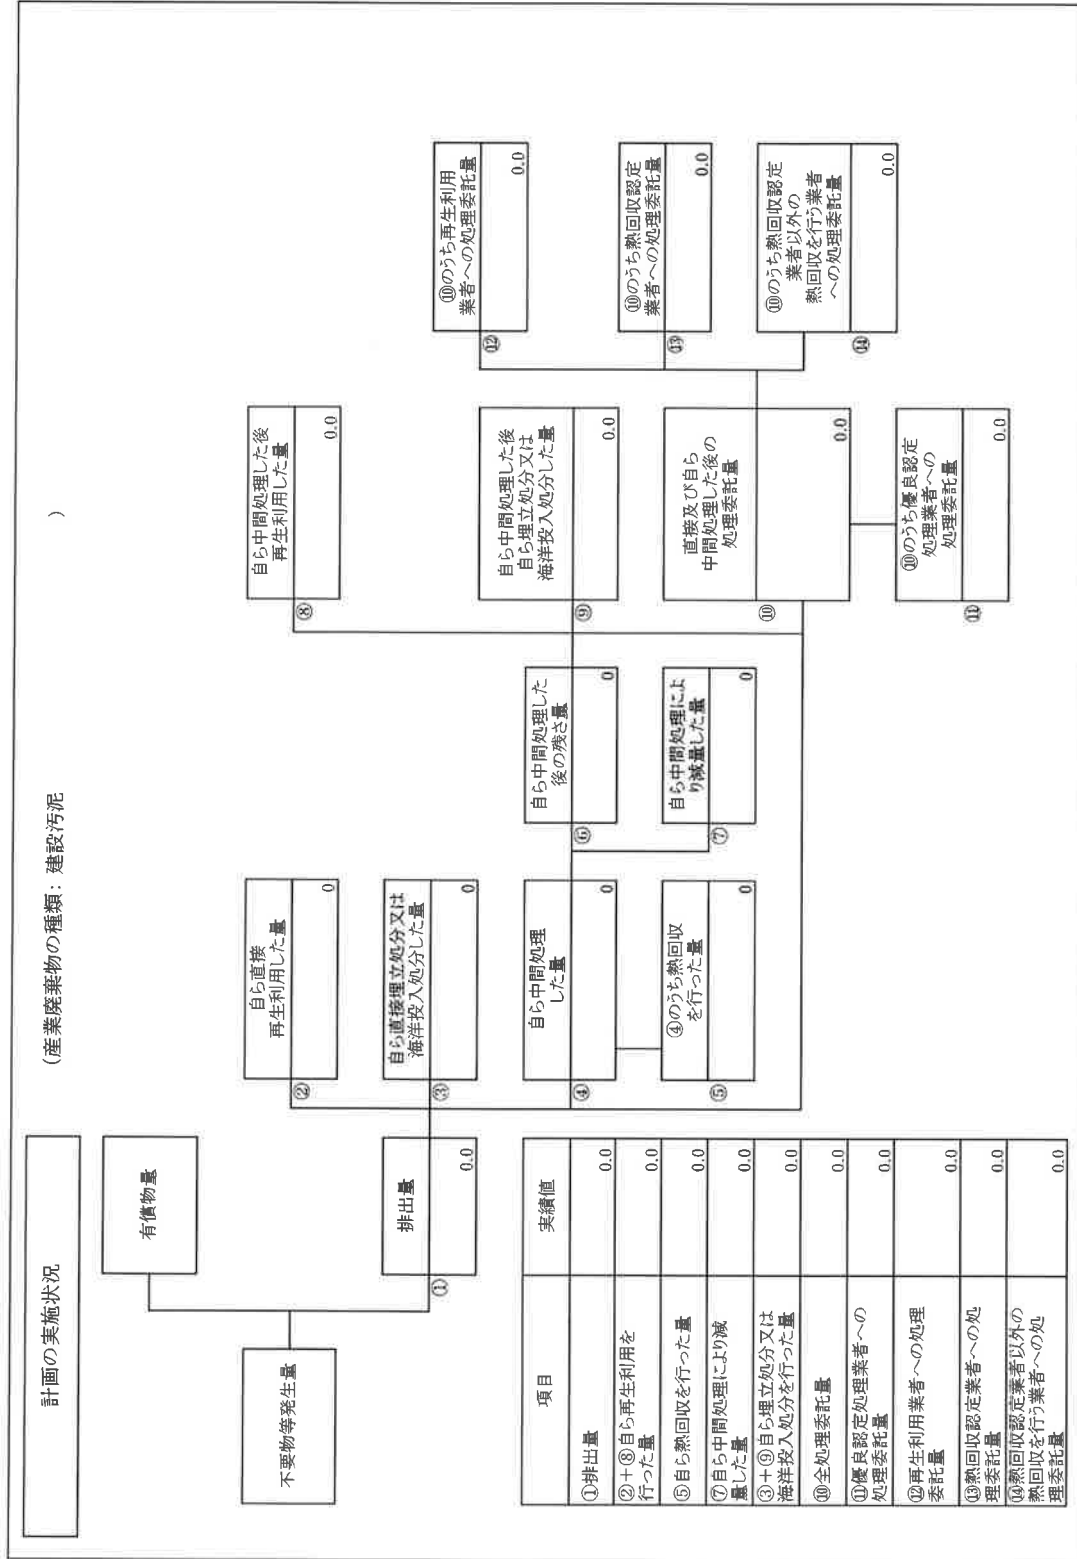 計画の実施状況
(産業廃棄物の種類: 建設汚泥
)
不要物等発生量
有償物量
①
排出量
0.0
②
自ら直接
再生利用した量
0
③
自ら直接埋立処分又は
海洋投入処分した量
0
④
自ら中間処理
した量
0
⑤
④のうち熱回収
を行った量
0
⑥
自ら中間処理した
後の残さ量
0
⑦
自ら中間処理によ
り減量した量
0
⑧
自ら中間処理した後
再生利用した量
0.0
⑨
自ら中間処理した後
自ら埋立処分又は
海洋投入処分した量
0.0
⑩
直接及び自ら
中間処理した後の
処理委託量
0.0
⑪
⑩のうち優良認定
処理業者への
処理委託量
0.0
⑫
⑩のうち再生利用
業者への処理委託量
0.0
⑬
⑩のうち熱回収認定
業者への処理委託量
0.0
⑭
⑩のうち熱回収認定
業者以外の
熱回収を行う業者
への処理委託量
0.0
項目 実績値
①排出量 0.0
②+⑧自ら再生利用を
行った量 0.0
⑤自ら熱回収を行った量 0.0
⑦自ら中間処理により減
量した量 0.0
③+⑨自ら埋立処分又は
海洋投入処分を行った量 0.0
⑩全処理委託量 0.0
⑪優良認定処理業者への
処理委託量 0.0
⑫再生利用業者への処理
委託量 0.0
⑬熱回収認定業者への処
理委託量 0.0
⑭熱回収認定業者以外の
熱回収を行う業者への処
理委託量 0.0